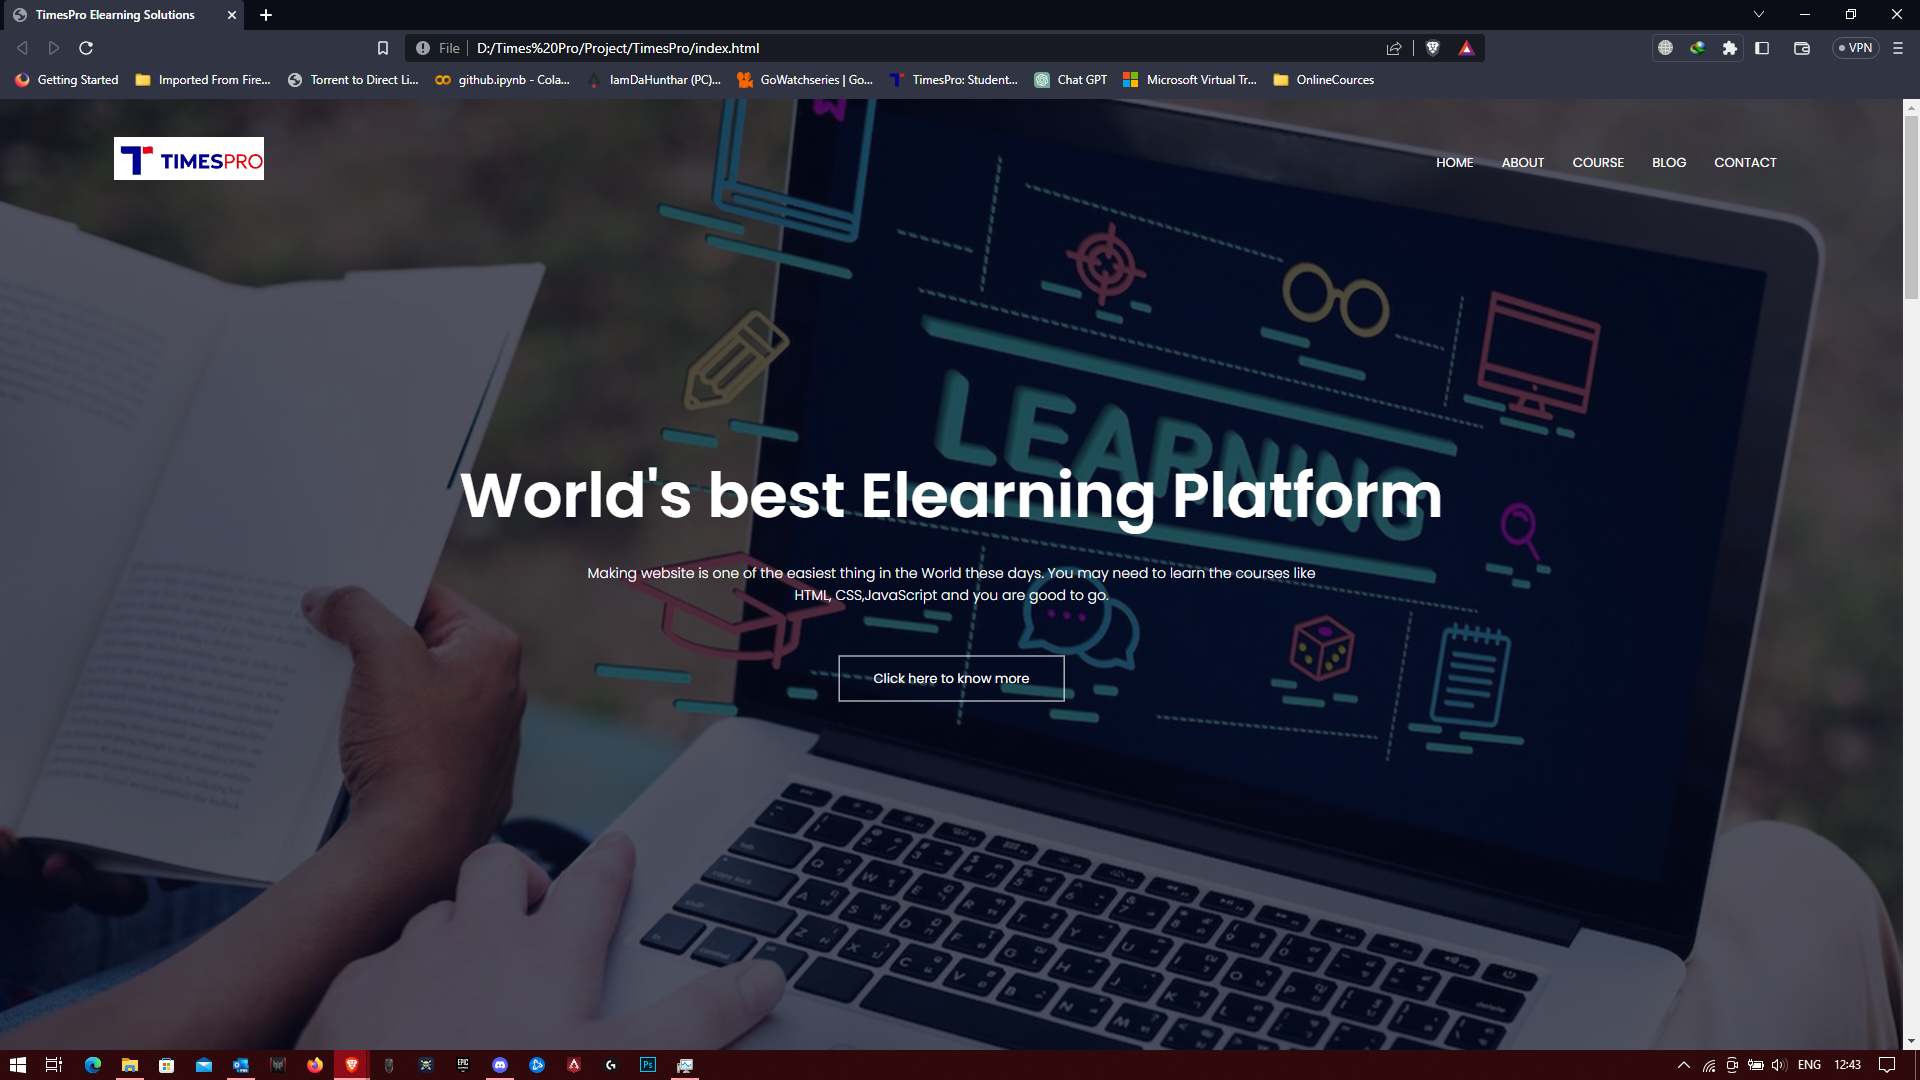 TimesPro Elearning Solutions
File
D:/Times%20Pro/Project/TimesPro/index.html
VPN
Getting Started
Imported From Fire...
Torrent to Direct Li...
github.ipynb - Cola...
IamDaHunthar (PC)...
GoWatchseries | Go...
TimesPro: Student...
Chat GPT
Microsoft Virtual Tr...
OnlineCources
TIMESPRO
HOME
ABOUT
COURSE
BLOG
CONTACT
LEARNING
World's best Elearning Platform
Making website is one of the easiest thing in the World these days. You may need to learn the courses like
HTML, CSS,JavaScript and you are good to go.
Click here to know more
ENG
12:43